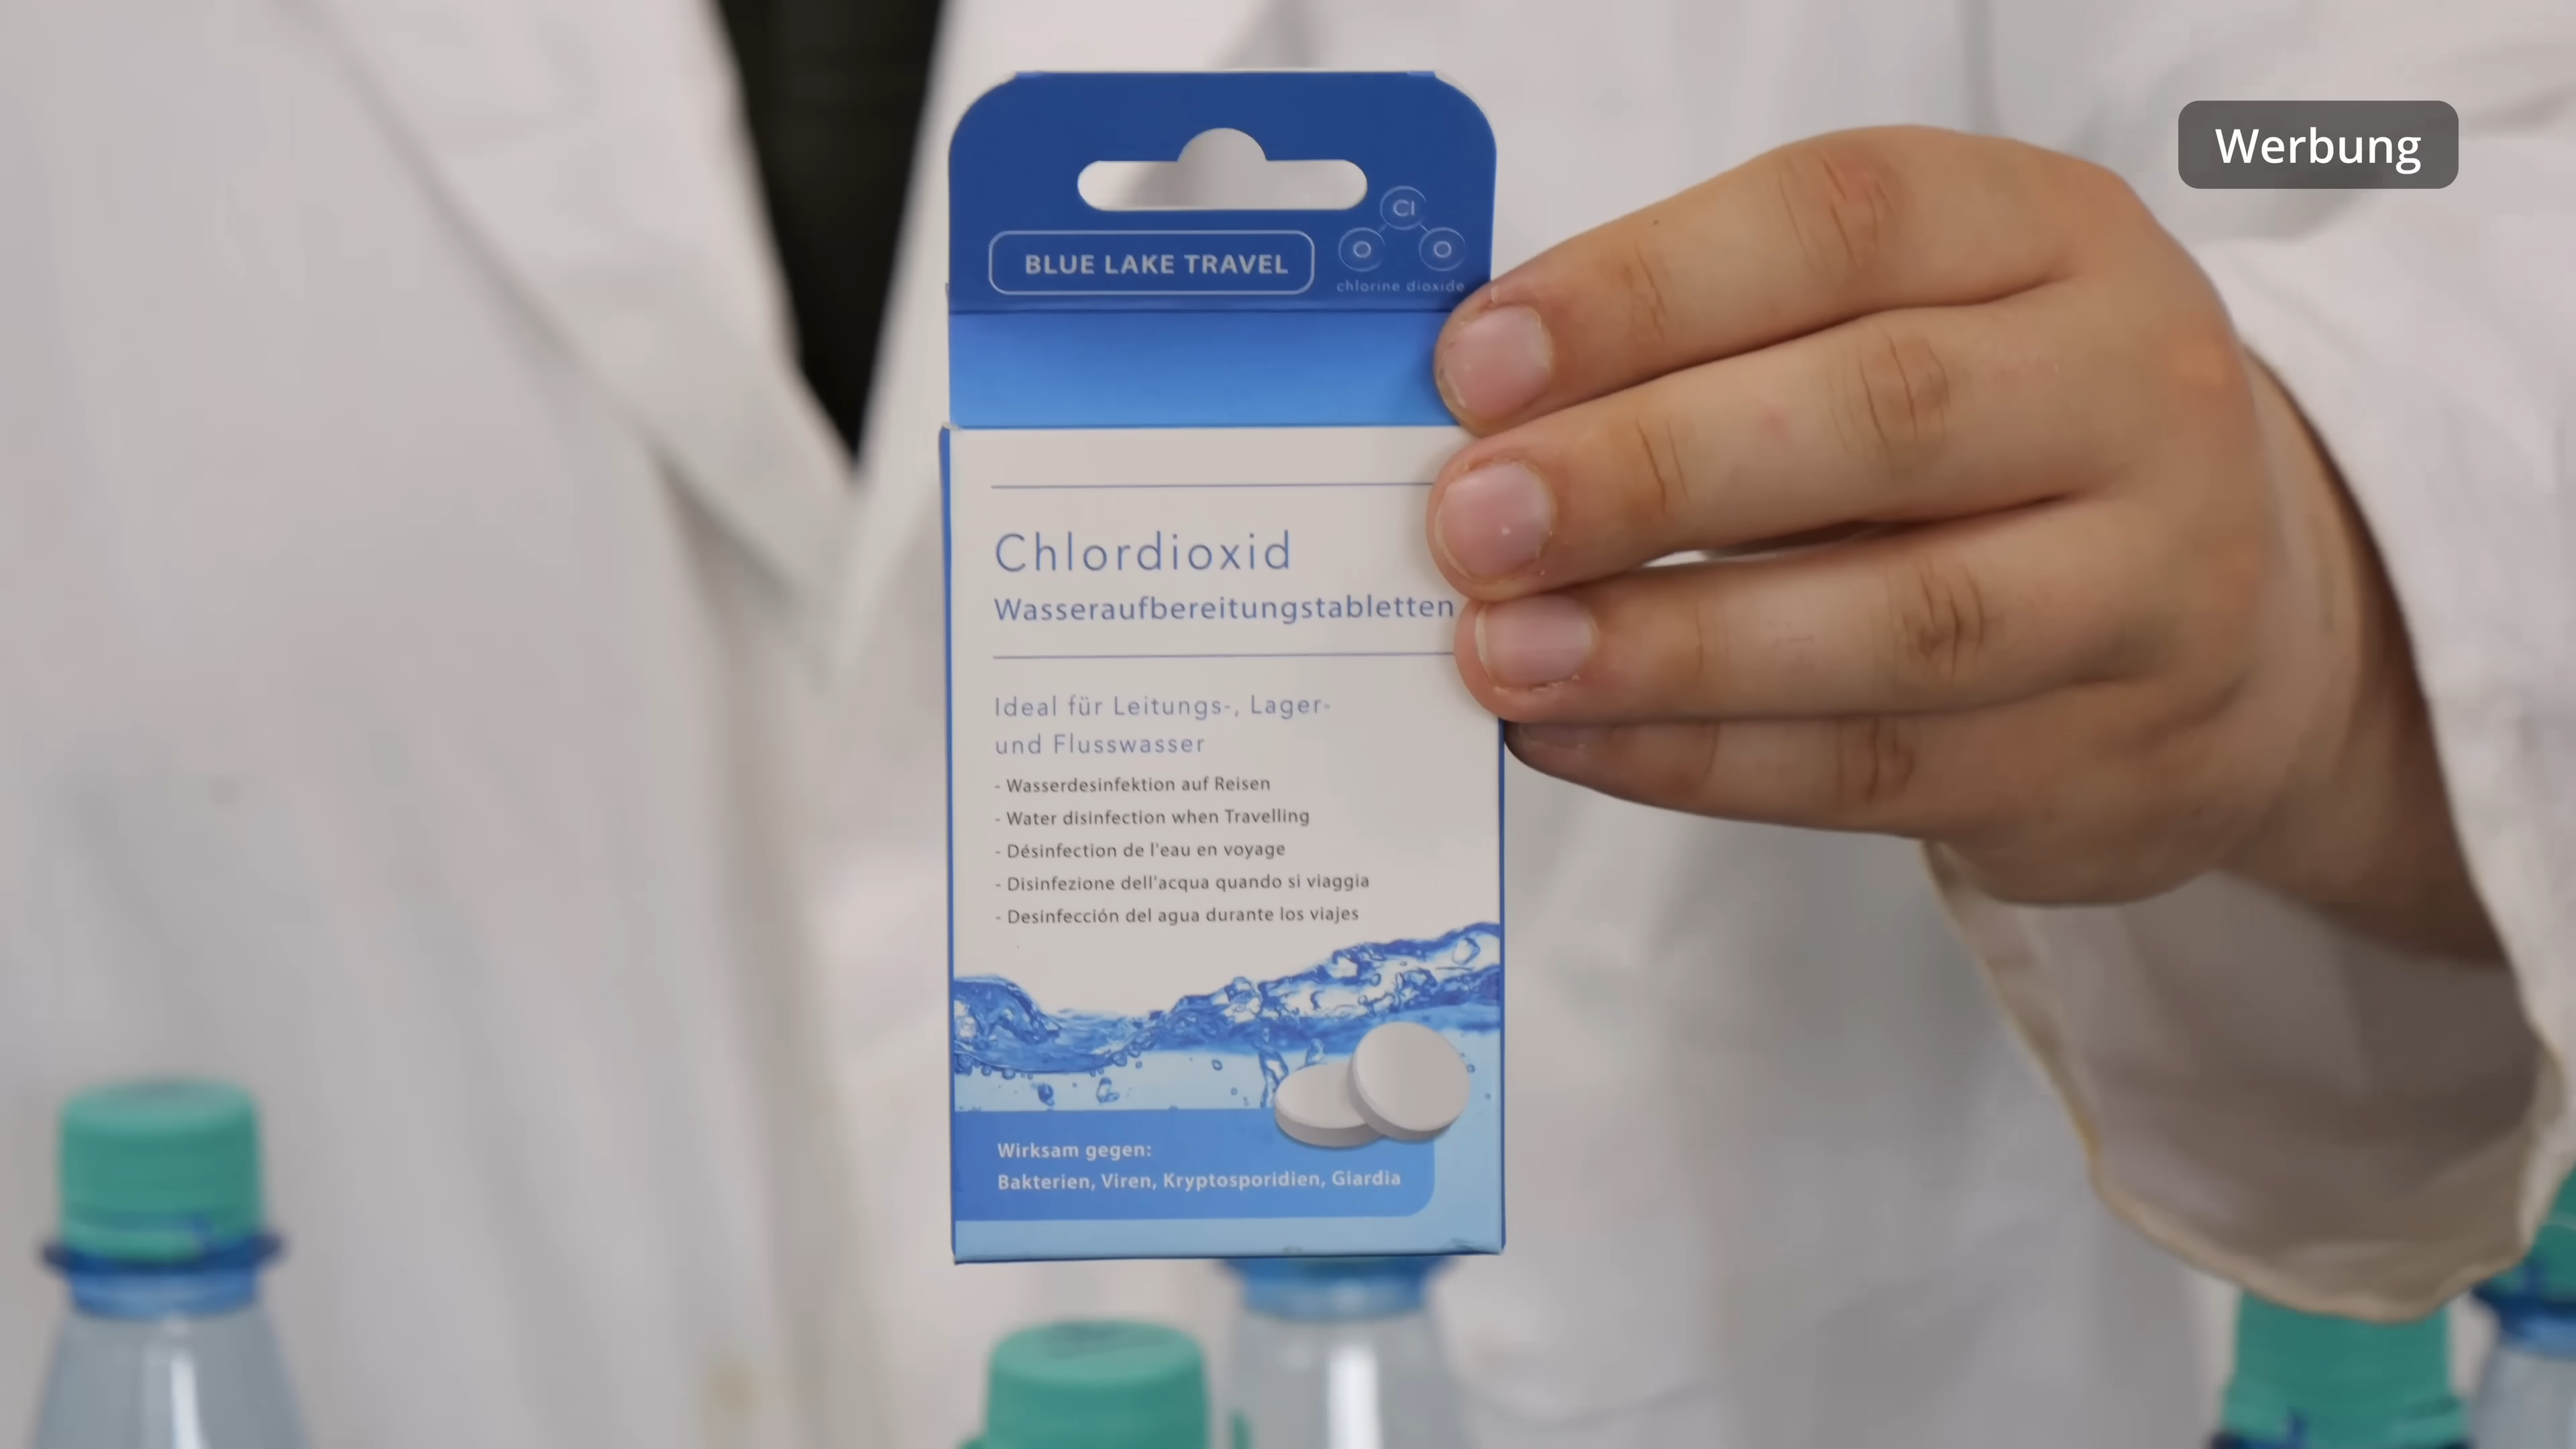 Werbung
Cl
O O
BLUE LAKE TRAVEL
chlorine dioxide
Chlordioxid
Wasseraufbereitungstabletten
Ideal für Leitungs-, Lager-
und Flusswasser
- Wasserdesinfektion auf Reisen
- Water disinfection when Travelling
- Désinfection de l'eau en voyage
- Disinfezione dell'acqua quando si viaggia
- Desinfección del agua durante los viajes
Wirksam gegen:
Bakterien, Viren, Kryptosporidien, Giardia